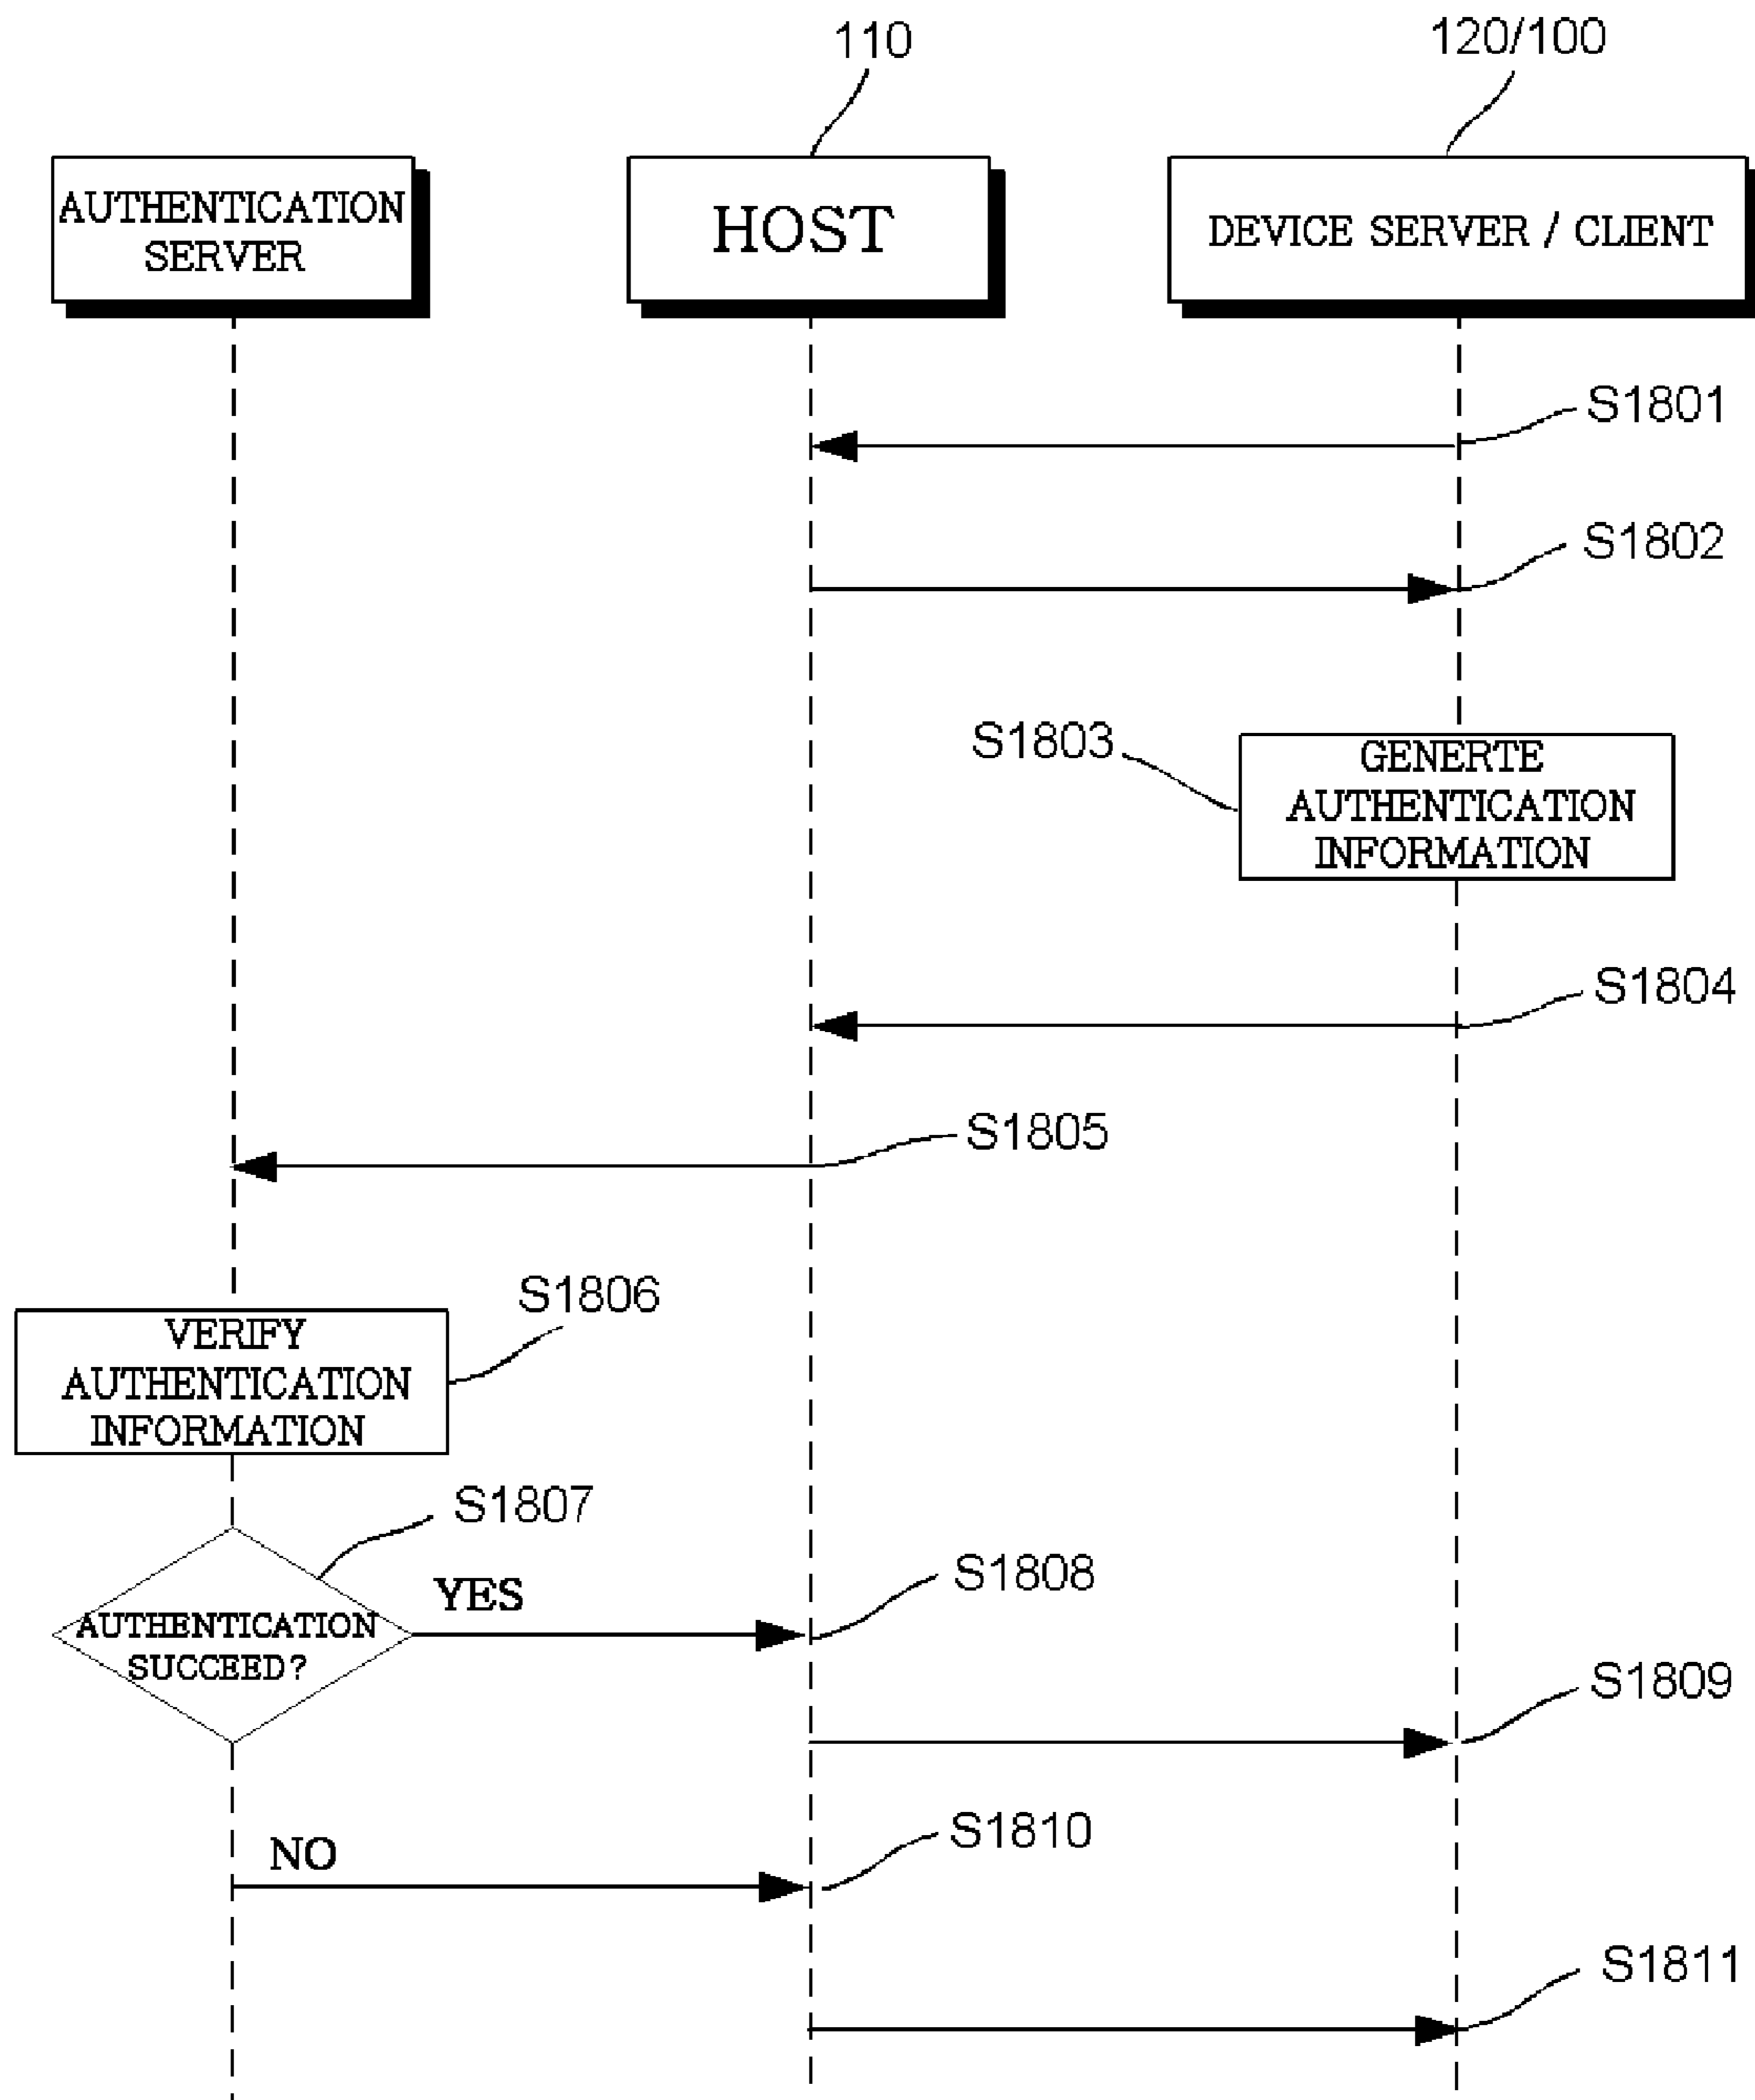 110
120/100
AUTHENTICATION
SERVER
HOST
DEVICE SERVER / CLIENT
S1801
S1802
S1803
GENERTE
AUTHENTICATION
INFORMATION
S1804
S1805
S1806
VERIFY
AUTHENTICATION
INFORMATION
S1807
YES
S1808
AUTHENTICATION
SUCCEED?
S1809
NO
S1810
S1811